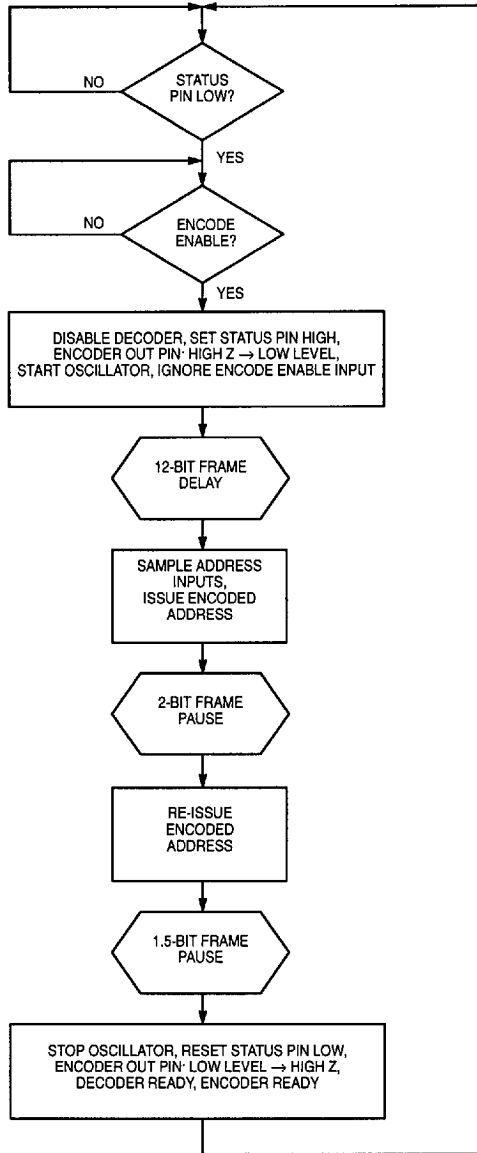 STATUS
PIN LOW?
NO
YES
ENCODE
ENABLE?
NO
YES
DISABLE DECODER, SET STATUS PIN HIGH,
ENCODER OUT PIN· HIGH Z → LOW LEVEL,
START OSCILLATOR, IGNORE ENCODE ENABLE INPUT
12-BIT FRAME
DELAY
SAMPLE ADDRESS
INPUTS,
ISSUE ENCODED
ADDRESS
2-BIT FRAME
PAUSE
RE-ISSUE
ENCODED
ADDRESS
1.5-BIT FRAME
PAUSE
STOP OSCILLATOR, RESET STATUS PIN LOW,
ENCODER OUT PIN· LOW LEVEL → HIGH Z,
DECODER READY, ENCODER READY